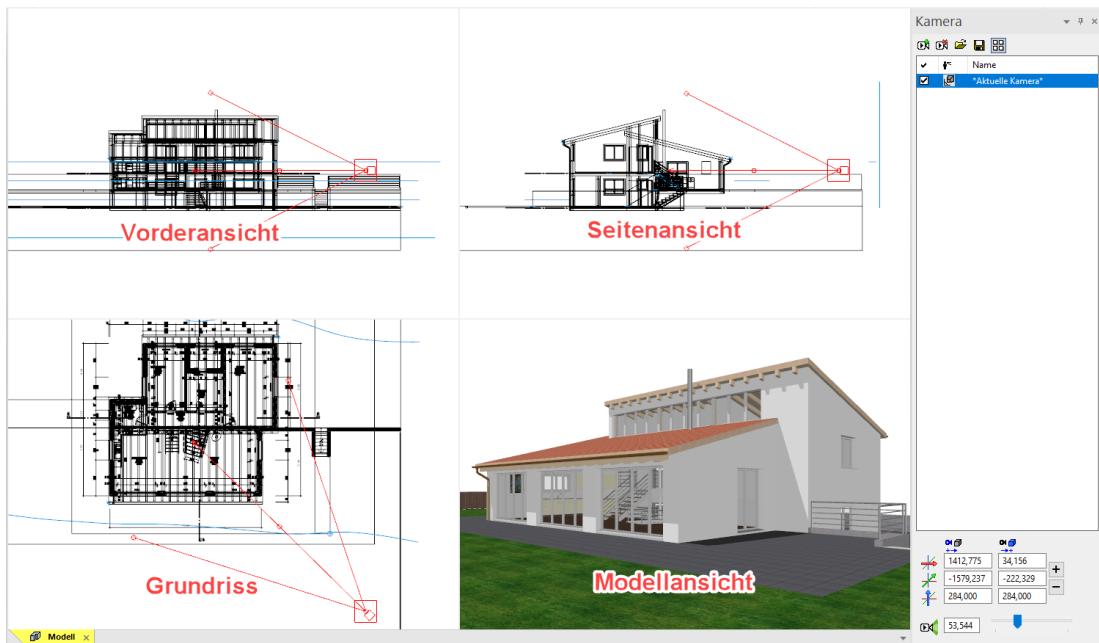 Kamera
Name
*Aktuelle Kamera*
Vorderansicht
Seitenansicht
Grundriss
Modellansicht
1412,775 34,156
-1579,237 -222,329
284,000 284,000
53,544
Modell